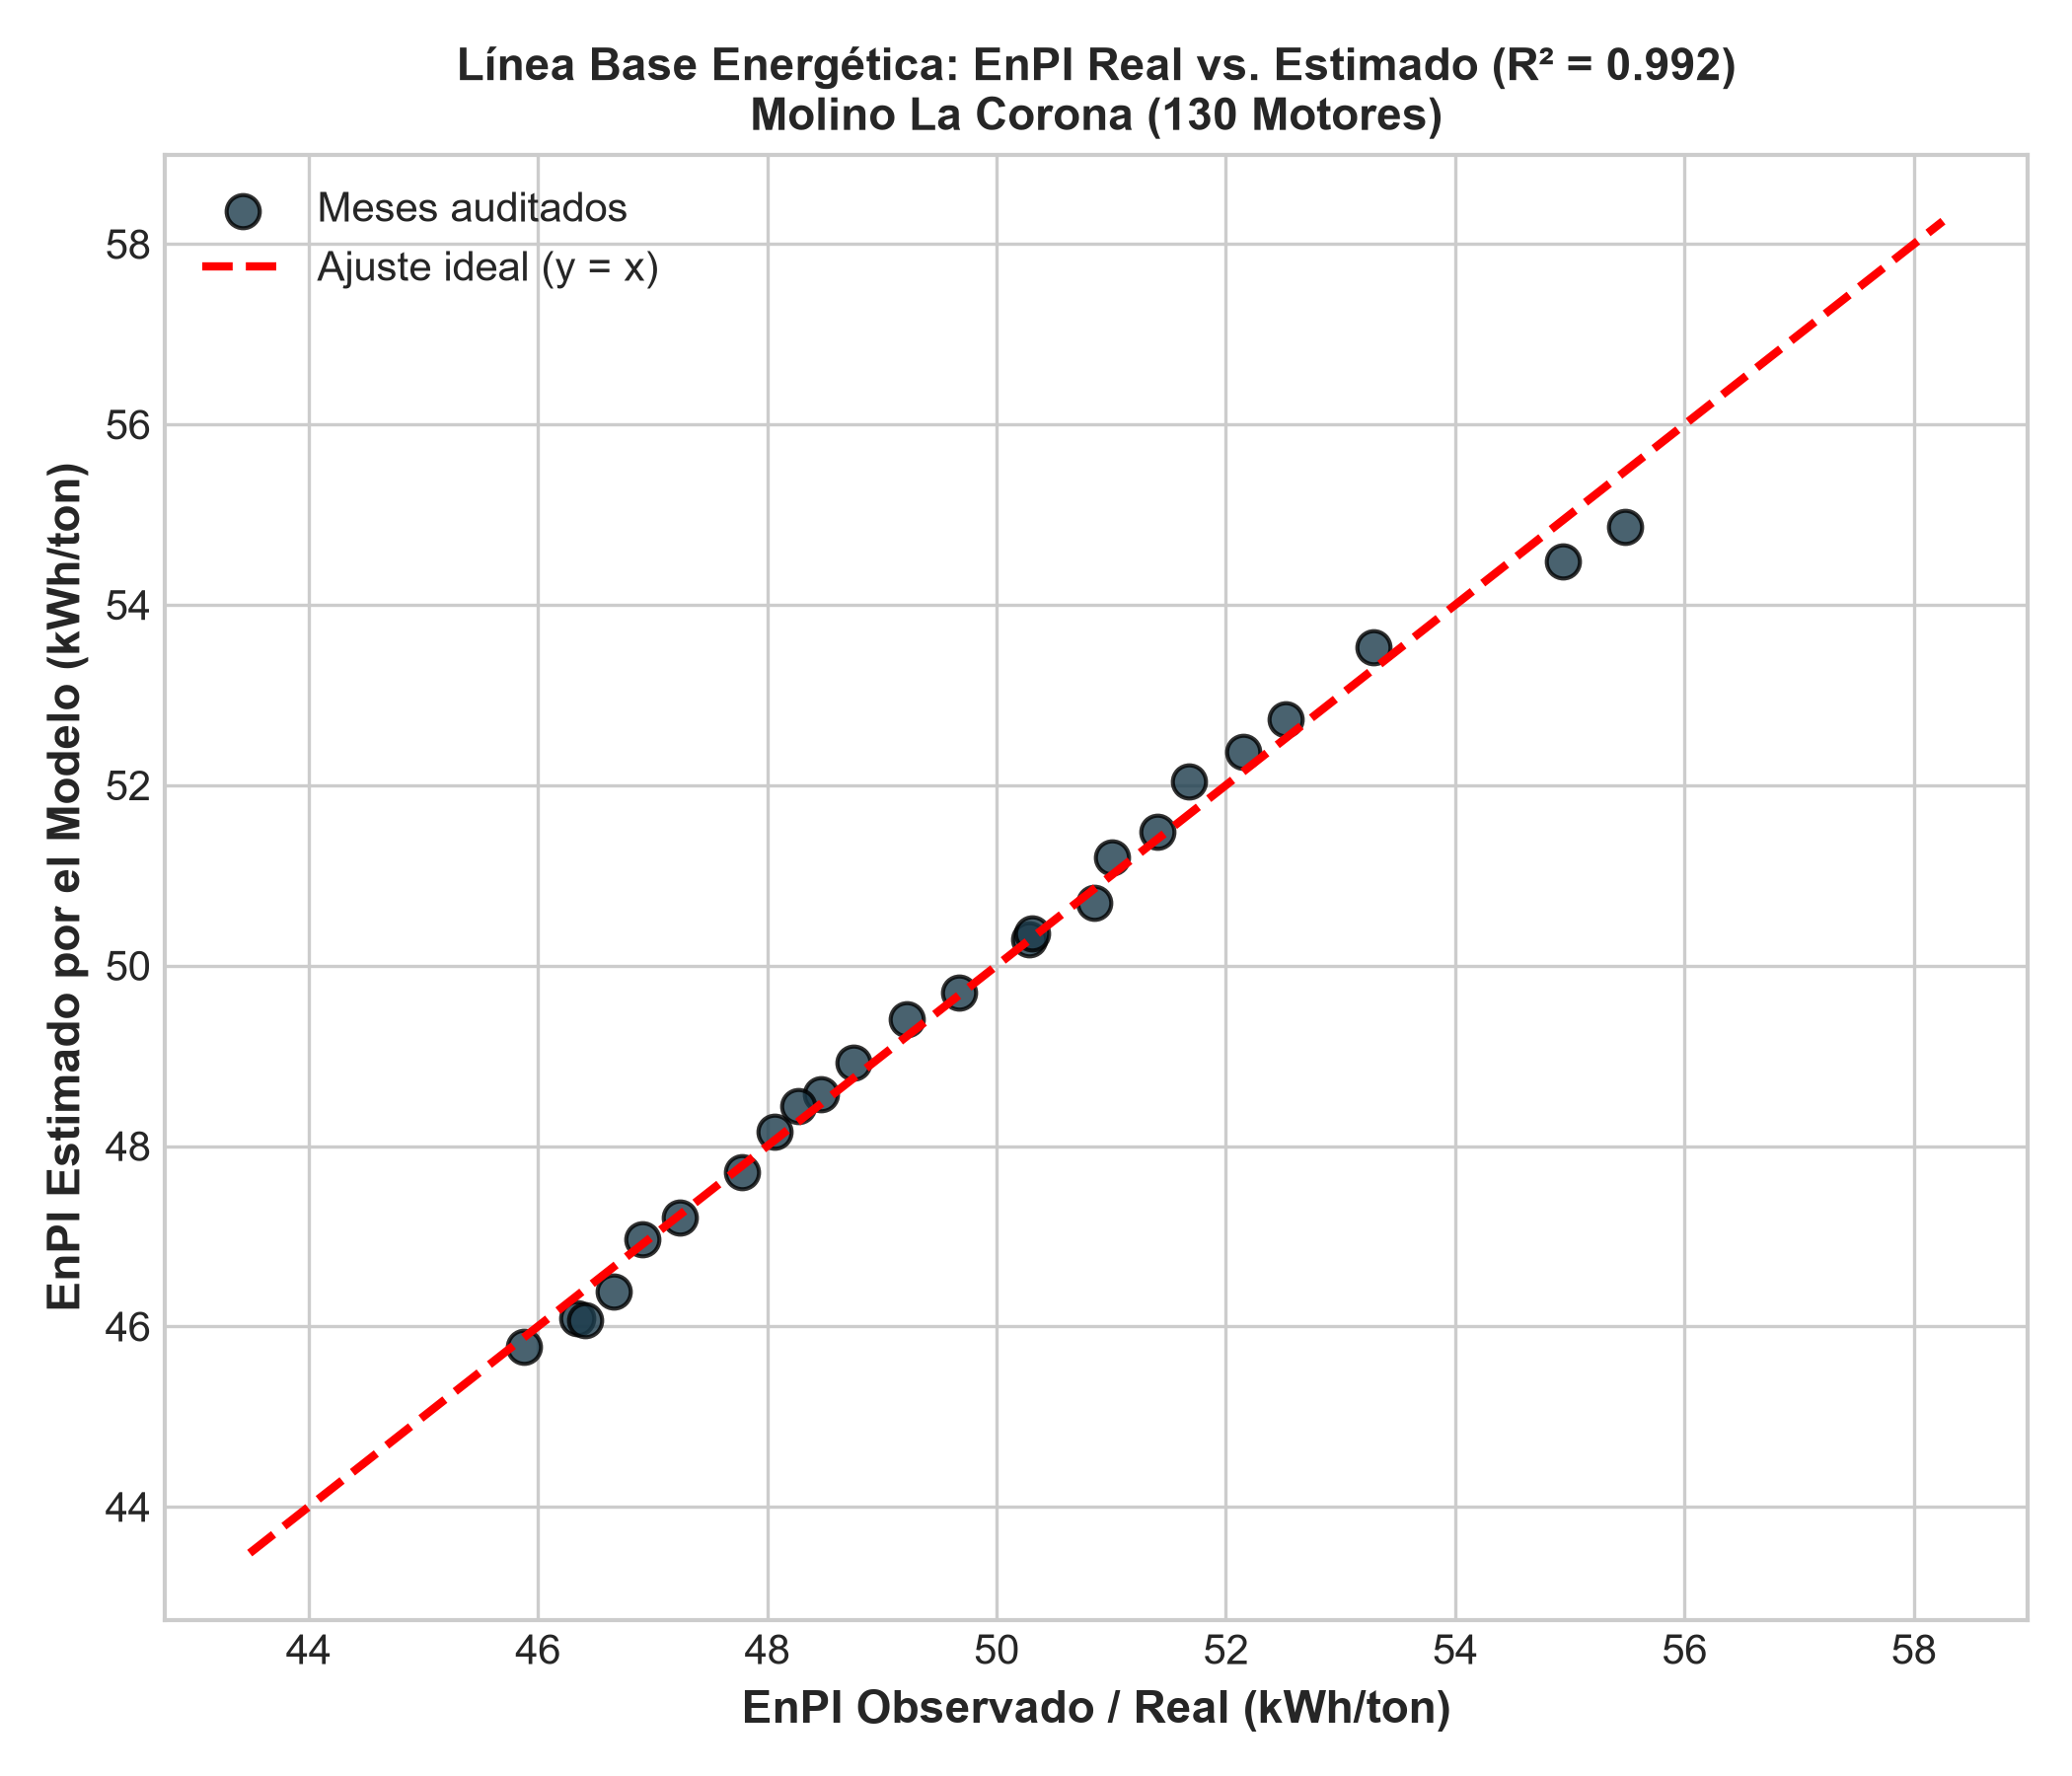 Línea Base Energética: EnPI Real vs. Estimado (R² = 0.992)
Molino La Corona (130 Motores)
Meses auditados
Ajuste ideal (y = x)
58
56
54
52
50
48
46
44
EnPI Estimado por el Modelo (kWh/ton)
44 46 48 50 52 54 56 58
EnPI Observado / Real (kWh/ton)